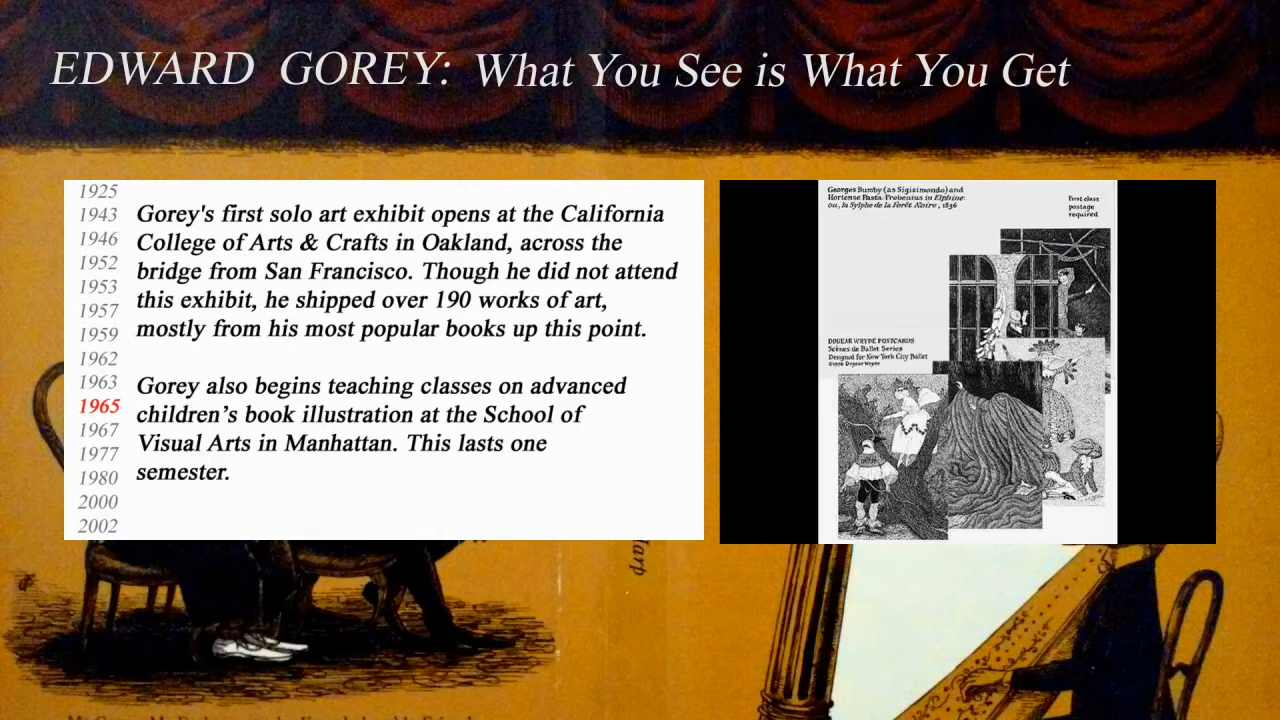 EDWARD GOREY: What You See is What You Get
1925
1943
1946
1952
1953
1957
1959
1962
1963
1965
1967
1977
1980
2000
2002
Gorey's first solo art exhibit opens at the California
College of Arts & Crafts in Oakland, across the
bridge from San Francisco. Though he did not attend
this exhibit, he shipped over 190 works of art,
mostly from his most popular books up this point.
Gorey also begins teaching classes on advanced
children's book illustration at the School of
Visual Arts in Manhattan. This lasts one
semester.
Georges Bumby (as Sigisimondo) and
Hortense Pasta-Frobenius in Elphine:
ou, la Sylphe de la Forêt Noire, 1836
First class
postage
required
DOGEAR WRYDE POSTCARDS
Scènes de Ballet Series
Designed for New York City Ballet
Dogear Wryde
Harp